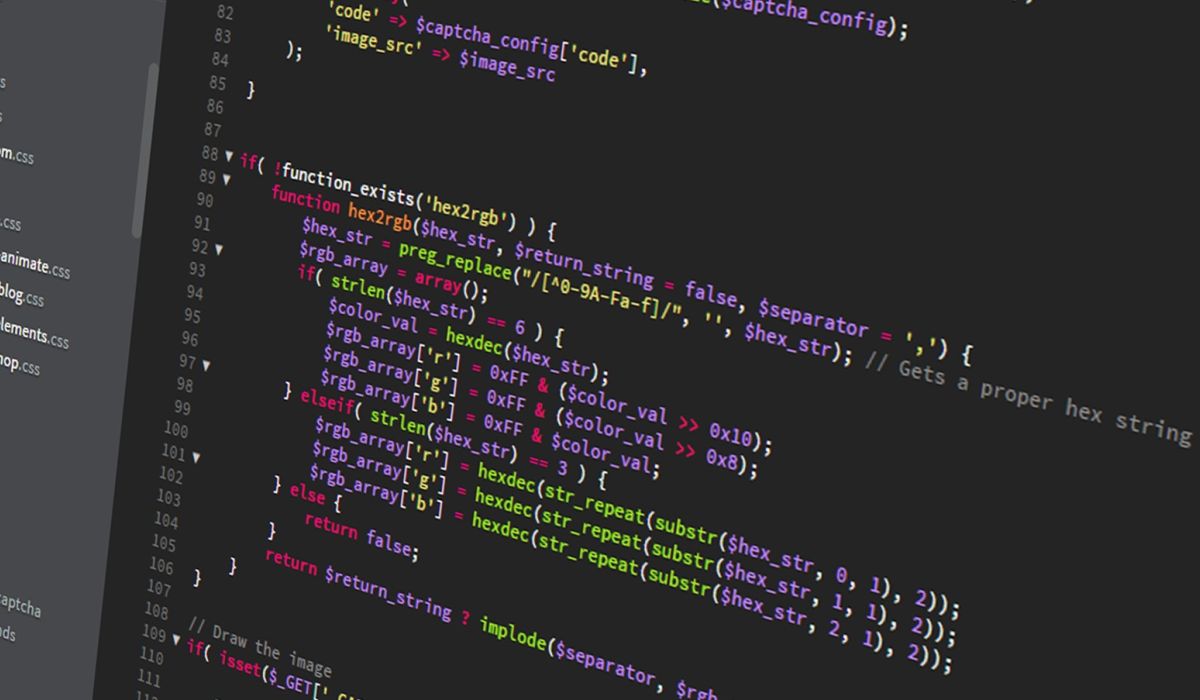 ($captcha_config);
82
'code' => $captcha_config['code'],
83
'image_src' => $image_src
84
);
85
}
86
87
88
if( !function_exists('hex2rgb') ) {
89
function hex2rgb($hex_str, $return_string = false, $separator = ',') {
90
$hex_str = preg_replace("/[^0-9A-Fa-f]/", '', $hex_str); // Gets a proper hex string
91
$rgb_array = array();
92
if( strlen($hex_str) == 6 ) {
93
$color_val = hexdec($hex_str);
94
$rgb_array['r'] = 0xFF & ($color_val >> 0x10);
95
$rgb_array['g'] = 0xFF & ($color_val >> 0x8);
96
$rgb_array['b'] = 0xFF & $color_val;
97
} elseif( strlen($hex_str) == 3 ) {
98
$rgb_array['r'] = hexdec(str_repeat(substr($hex_str, 0, 1), 2));
99
$rgb_array['g'] = hexdec(str_repeat(substr($hex_str, 1, 1), 2));
100
$rgb_array['b'] = hexdec(str_repeat(substr($hex_str, 2, 1), 2));
101
} else {
102
return false;
103
}
104
return $return_string ? implode($separator, $rgb
105
}
106
}
107
108
// Draw the image
109
if( isset($_GET['
110
111
m.css
.css
animate.css
blog.css
lements.css
hop.css
aptcha
ds